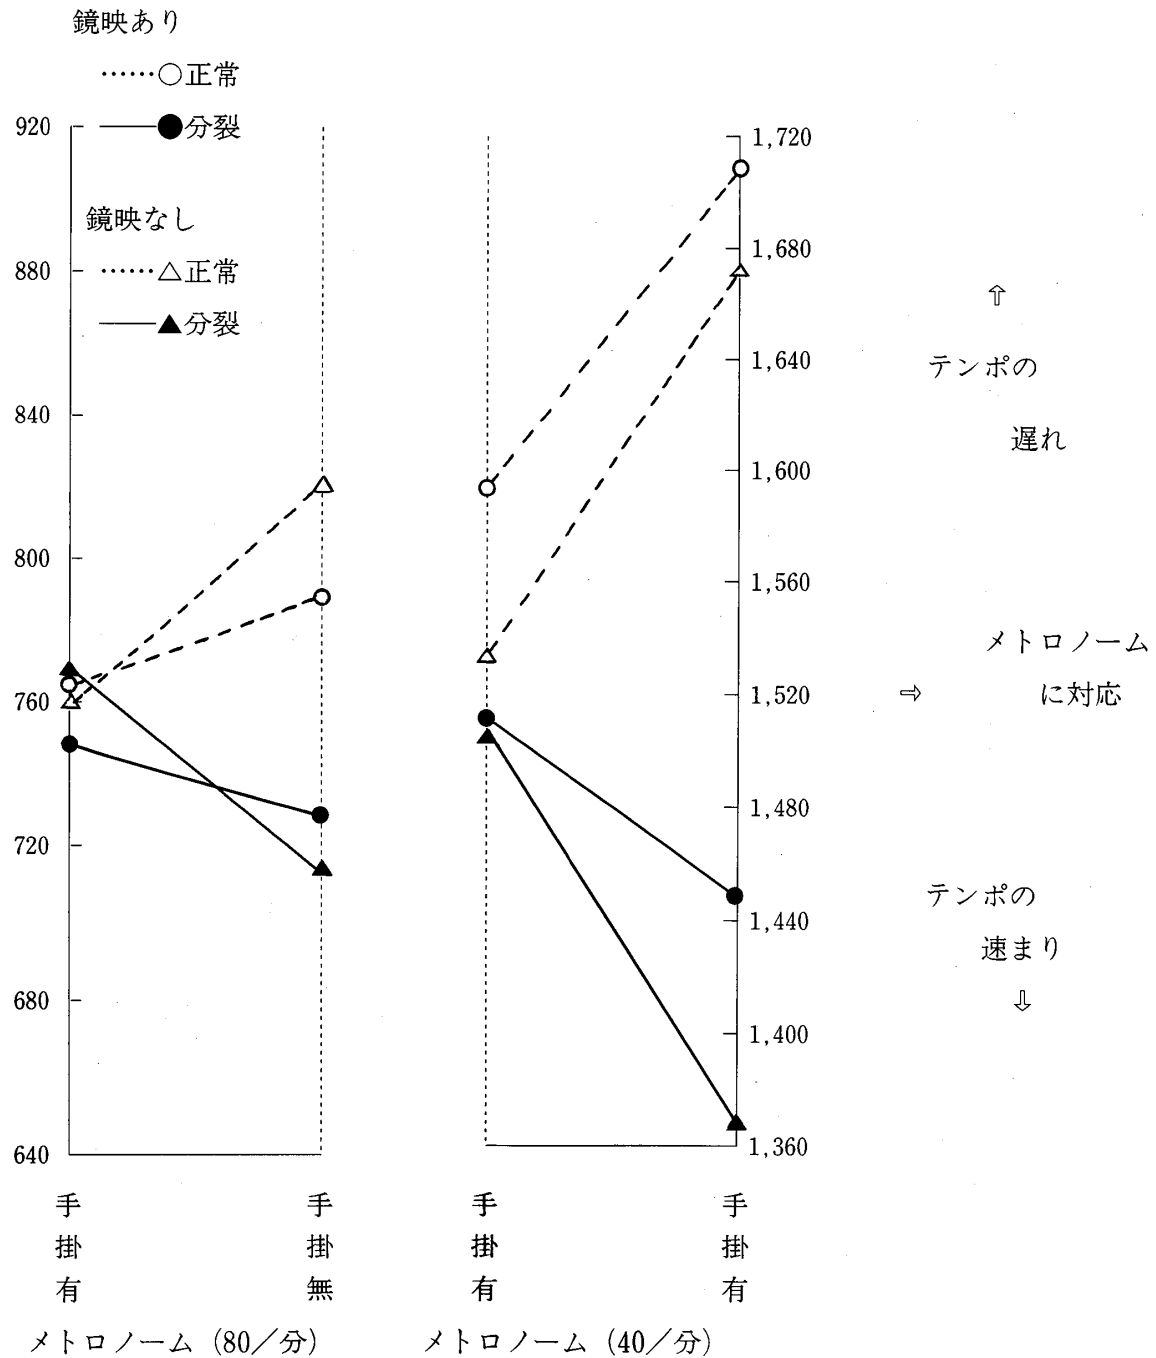 鏡映あり
……○正常
●分裂
鏡映なし
……△正常
▲分裂
920
880
840
800
760
720
680
640
1,720
1,680
1,640
1,600
1,560
1,520
1,480
1,440
1,400
1,360
⇧
テンポの
遅れ
メトロノーム
⇨ に対応
テンポの
速まり
⇩
手掛有
手掛無
手掛有
手掛有
メトロノーム（80／分）
メトロノーム（40／分）